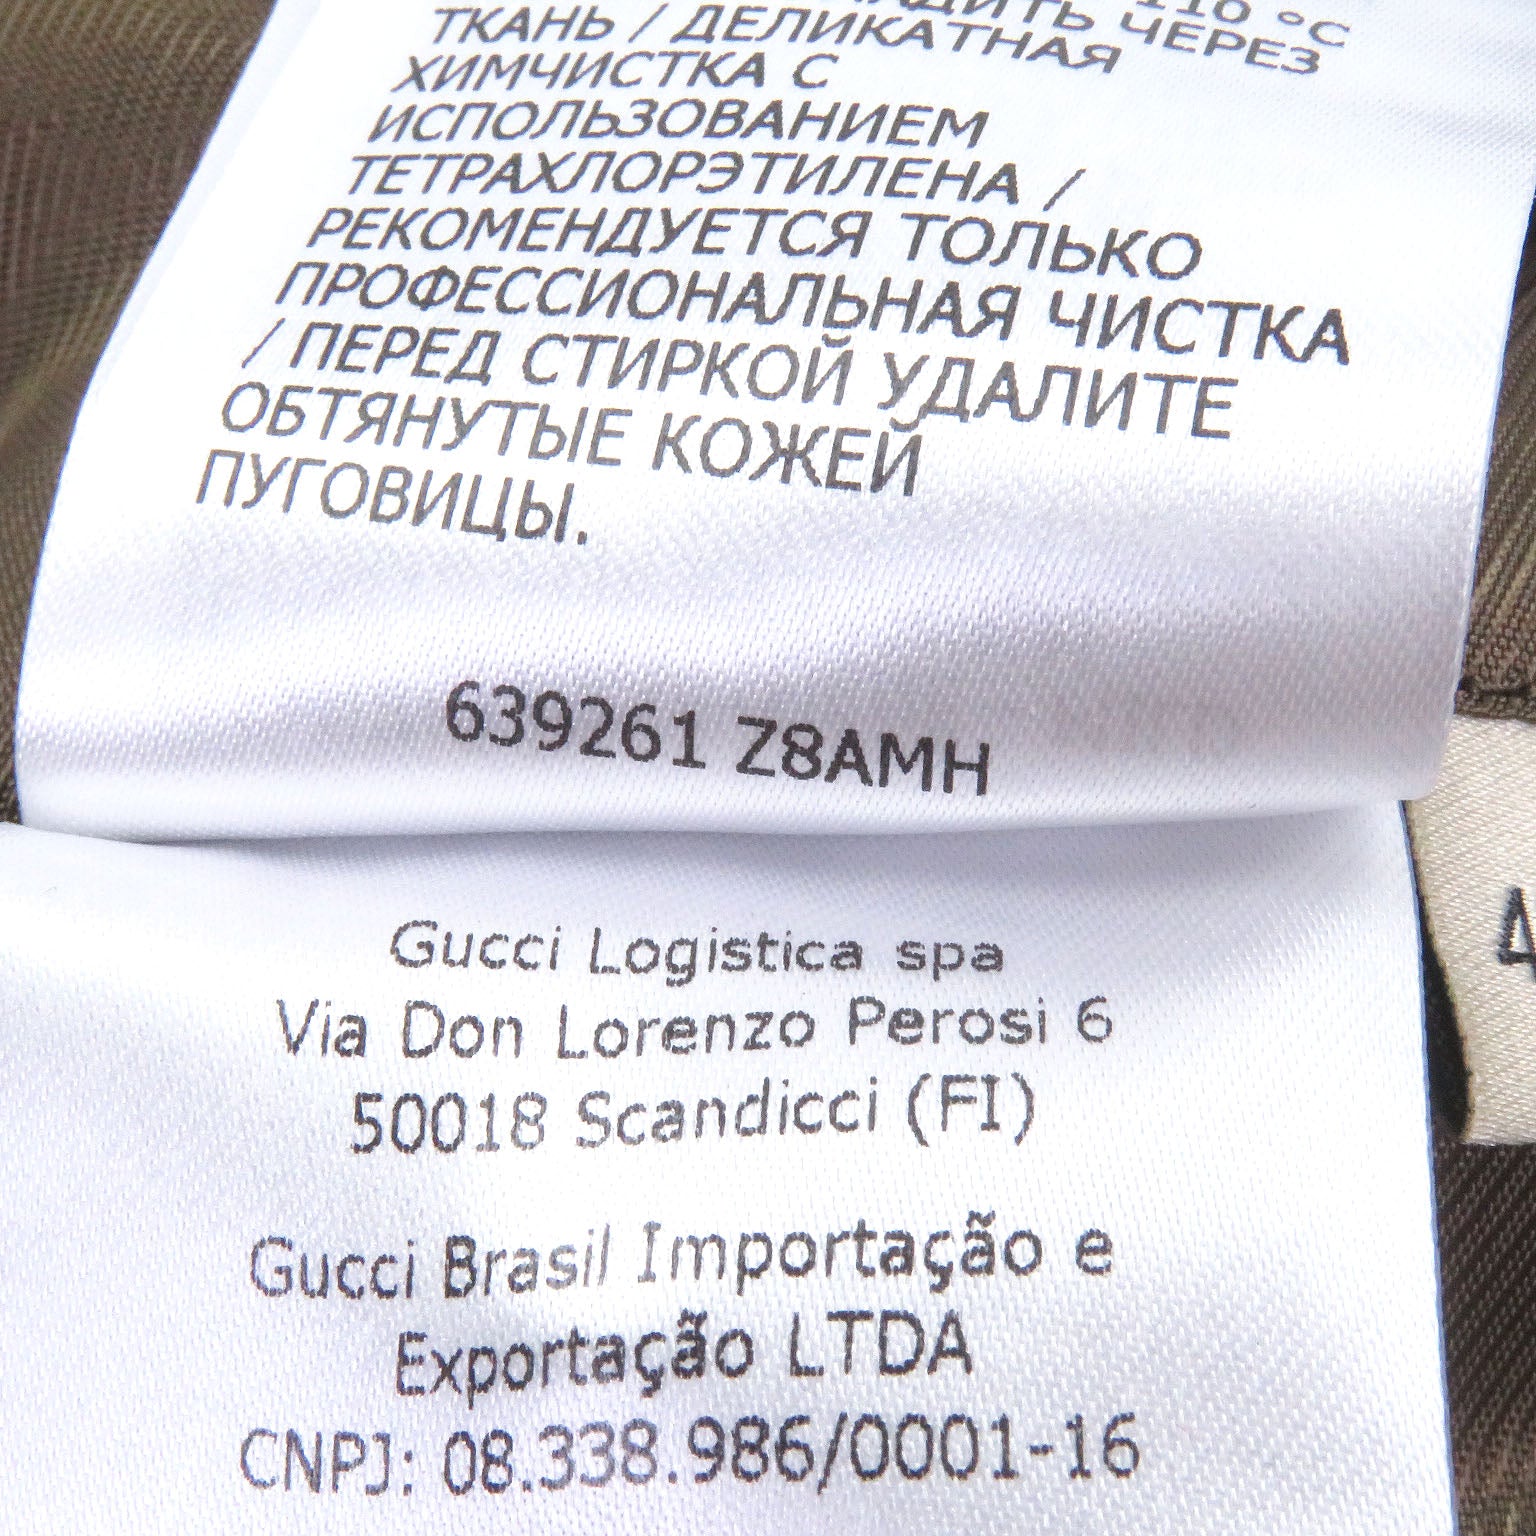 110 °C
ЧЕРЕЗ
ТКАНЬ / ДЕЛИКАТНАЯ
ХИМЧИСТКА С
ИСПОЛЬЗОВАНИЕМ
ТЕТРАХЛОРЭТИЛЕНА /
РЕКОМЕНДУЕТСЯ ТОЛЬКО
ПРОФЕССИОНАЛЬНАЯ ЧИСТКА
/ ПЕРЕД СТИРКОЙ УДАЛИТЕ
ОБТЯНУТЫЕ КОЖЕЙ
ПУГОВИЦЫ.
639261 Z8AMH
Gucci Logistica spa
Via Don Lorenzo Perosi 6
50018 Scandicci (FI)
Gucci Brasil Importação e
Exportação LTDA
CNPJ: 08.338.986/0001-16
4